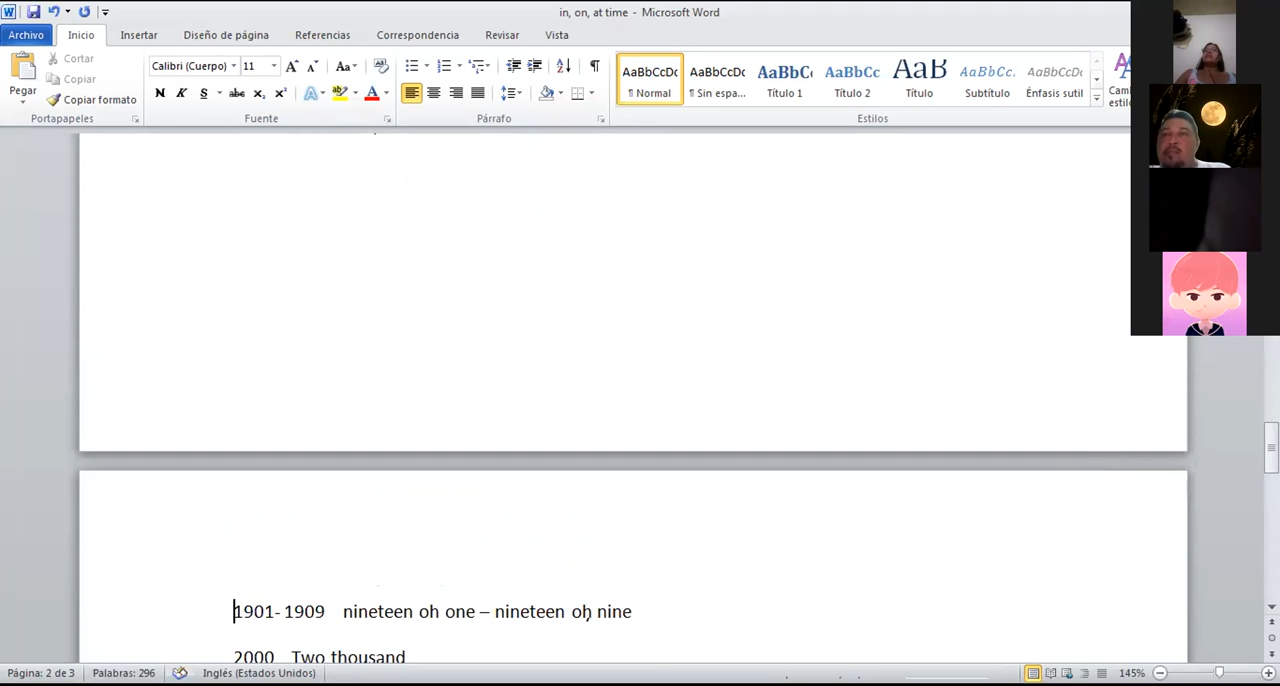 in, on, at time - Microsoft Word
Archivo Inicio Insertar Diseño de página Referencias Correspondencia Revisar Vista
Pegar
Cortar
Copiar
Copiar formato
Portapapeles
Calibri (Cuerpo) 11
N K S abc x₂ x² A ab A
Fuente
Párrafo
AaBbCcDc AaBbCcDc AaBbC AaBbCc AaB AaBbCc. AaBbCcDc
¶ Normal ¶ Sin espa... Título 1 Título 2 Título Subtítulo Énfasis sutil
Estilos
1901- 1909 nineteen oh one – nineteen oh nine
2000 Two thousand
Página: 2 de 3 Palabras: 296 Inglés (Estados Unidos) 145%